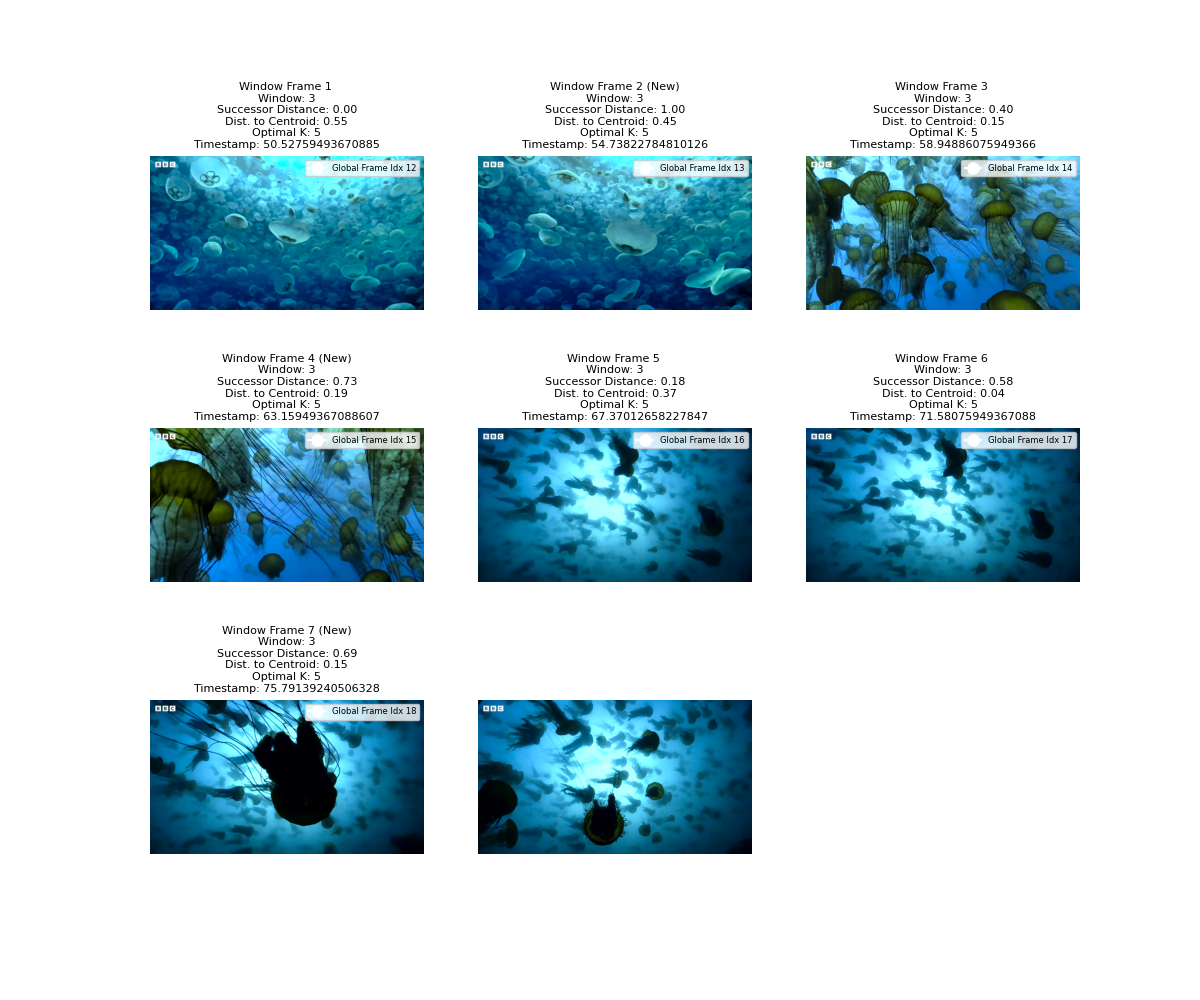 Window Frame 1
Window: 3
Successor Distance: 0.00
Dist. to Centroid: 0.55
Optimal K: 5
Timestamp: 50.52759493670885
BBC
Global Frame Idx 12
Window Frame 2 (New)
Window: 3
Successor Distance: 1.00
Dist. to Centroid: 0.45
Optimal K: 5
Timestamp: 54.73822784810126
BBC
Global Frame Idx 13
Window Frame 3
Window: 3
Successor Distance: 0.40
Dist. to Centroid: 0.15
Optimal K: 5
Timestamp: 58.94886075949366
BBC
Global Frame Idx 14
Window Frame 4 (New)
Window: 3
Successor Distance: 0.73
Dist. to Centroid: 0.19
Optimal K: 5
Timestamp: 63.15949367088607
BBC
Global Frame Idx 15
Window Frame 5
Window: 3
Successor Distance: 0.18
Dist. to Centroid: 0.37
Optimal K: 5
Timestamp: 67.37012658227847
BBC
Global Frame Idx 16
Window Frame 6
Window: 3
Successor Distance: 0.58
Dist. to Centroid: 0.04
Optimal K: 5
Timestamp: 71.58075949367088
BBC
Global Frame Idx 17
Window Frame 7 (New)
Window: 3
Successor Distance: 0.69
Dist. to Centroid: 0.15
Optimal K: 5
Timestamp: 75.79139240506328
BBC
Global Frame Idx 18
BBC